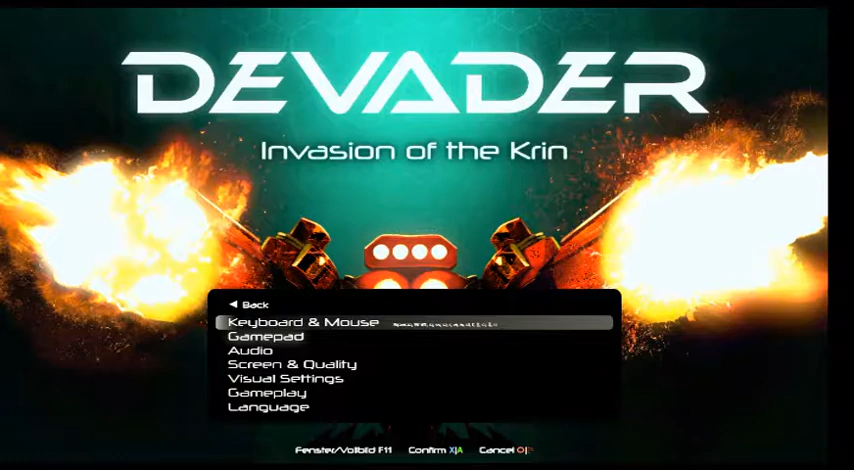 DEVADER
Invasion of the Krin
◀ Back
Keyboard & Mouse
Gamepad
Audio
Screen & Quality
Visual Settings
Gameplay
Language
Fenster/Vollbild F11 Confirm X|A Cancel O|